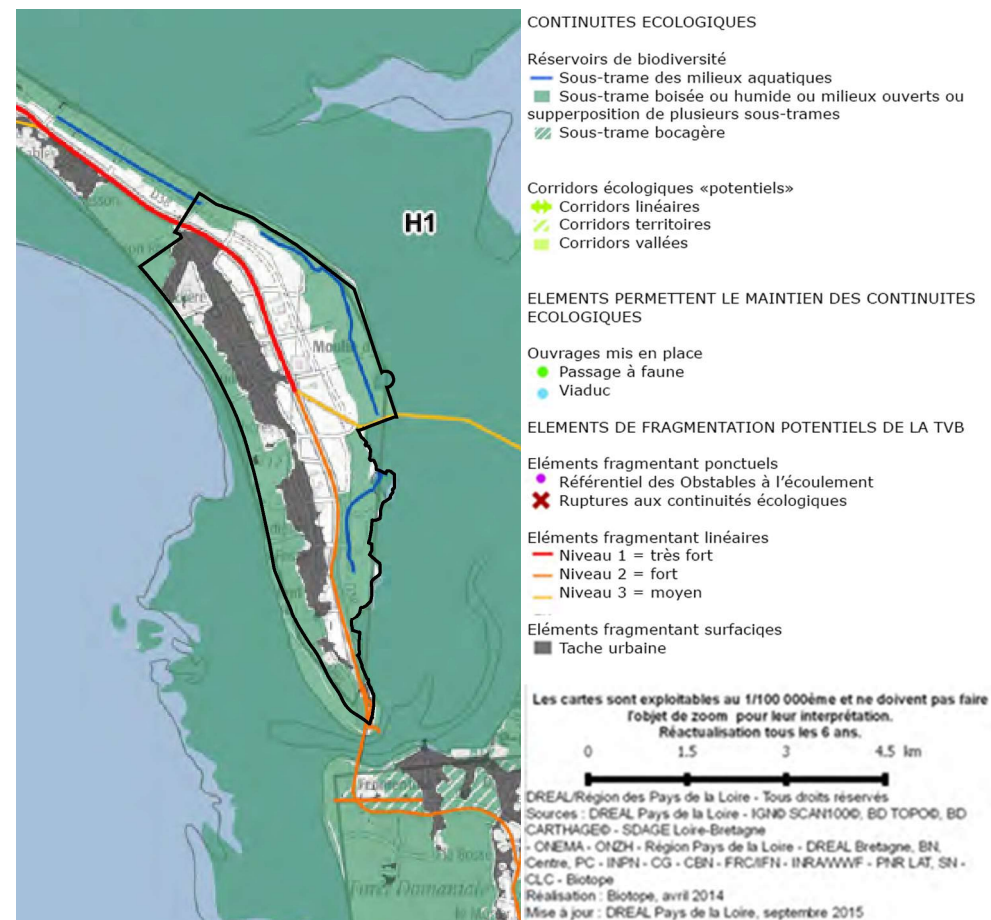 CONTINUITES ECOLOGIQUES
Réservoirs de biodiversité
Sous-trame des milieux aquatiques
Sous-trame boisée ou humide ou milieux ouverts ou
supperposition de plusieurs sous-trames
Sous-trame bocagère
Corridors écologiques «potentiels»
Corridors linéaires
Corridors territoires
Corridors vallées
ELEMENTS PERMETTENT LE MAINTIEN DES CONTINUITES
ECOLOGIQUES
Ouvrages mis en place
Passage à faune
Viaduc
ELEMENTS DE FRAGMENTATION POTENTIELS DE LA TVB
Eléments fragmentant ponctuels
Référentiel des Obstables à l'écoulement
Ruptures aux continuités écologiques
Eléments fragmentant linéaires
Niveau 1 = très fort
Niveau 2 = fort
Niveau 3 = moyen
Eléments fragmentant surfaciqes
Tache urbaine
Les cartes sont exploitables au 1/100 000ème et ne doivent pas faire
l'objet de zoom pour leur interprétation.
Réactualisation tous les 6 ans.
0 1.5 3 4.5 km
DREAL/Région des Pays de la Loire - Tous droits réservés
Sources : DREAL Pays de la Loire - IGN© SCAN100©, BD TOPO©, BD
CARTHAGE© - SDAGE Loire-Bretagne
- ONEMA - ONZH - Région Pays de la Loire - DREAL Bretagne, BN,
Centre, PC - INPN - CG - CBN - FRC/IFN - INRA/WWF - PNR LAT, SN -
CLC - Biotope
Réalisation : Biotope, avril 2014
Mise à jour : DREAL Pays de la Loire, septembre 2015
H1
D38
Moulin
Forêt Domaniale